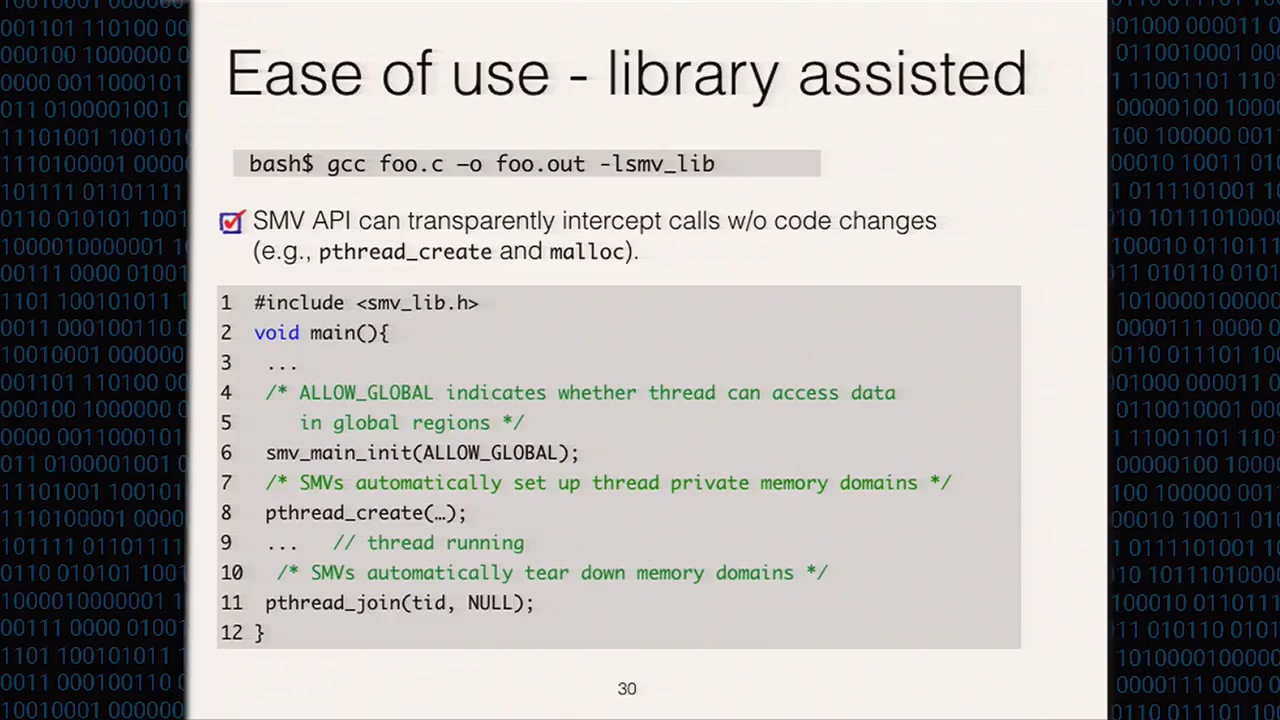 Ease of use - library assisted
bash$ gcc foo.c –o foo.out -lsmv_lib
SMV API can transparently intercept calls w/o code changes
(e.g., pthread_create and malloc).
1 #include <smv_lib.h>
2 void main(){
3 ...
4 /* ALLOW_GLOBAL indicates whether thread can access data
5 in global regions */
6 smv_main_init(ALLOW_GLOBAL);
7 /* SMVs automatically set up thread private memory domains */
8 pthread_create(…);
9 ... // thread running
10 /* SMVs automatically tear down memory domains */
11 pthread_join(tid, NULL);
12 }
30